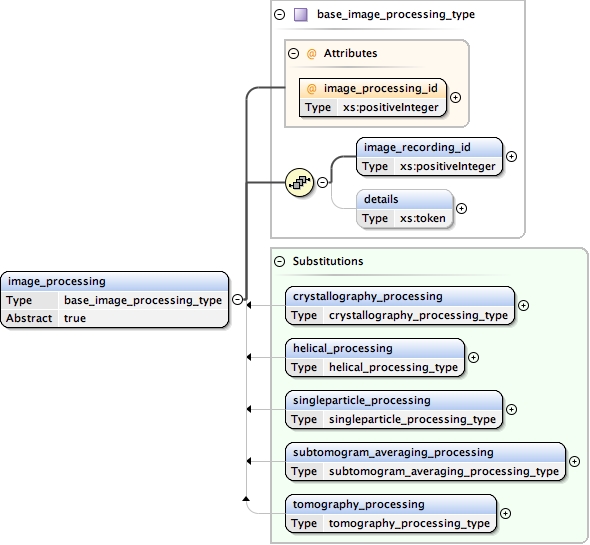 base_image_processing_type
@ Attributes
@ image_processing_id
Type xs:positiveInteger
image_recording_id
Type xs:positiveInteger
details
Type xs:token
image_processing
Type base_image_processing_type
Abstract true
Substitutions
crystallography_processing
Type crystallography_processing_type
helical_processing
Type helical_processing_type
singleparticle_processing
Type singleparticle_processing_type
subtomogram_averaging_processing
Type subtomogram_averaging_processing_type
tomography_processing
Type tomography_processing_type